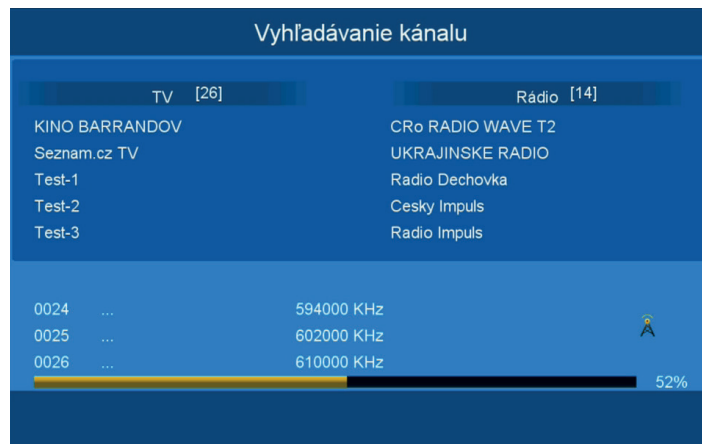 Vyhľadávanie kánalu
TV [26]
Rádio [14]
KINO BARRANDOV
CRo RADIO WAVE T2
Seznam.cz TV
UKRAJINSKE RADIO
Test-1
Radio Dechovka
Test-2
Cesky Impuls
Test-3
Radio Impuls
0024 ... 594000 KHz
0025 ... 602000 KHz
0026 ... 610000 KHz
52%